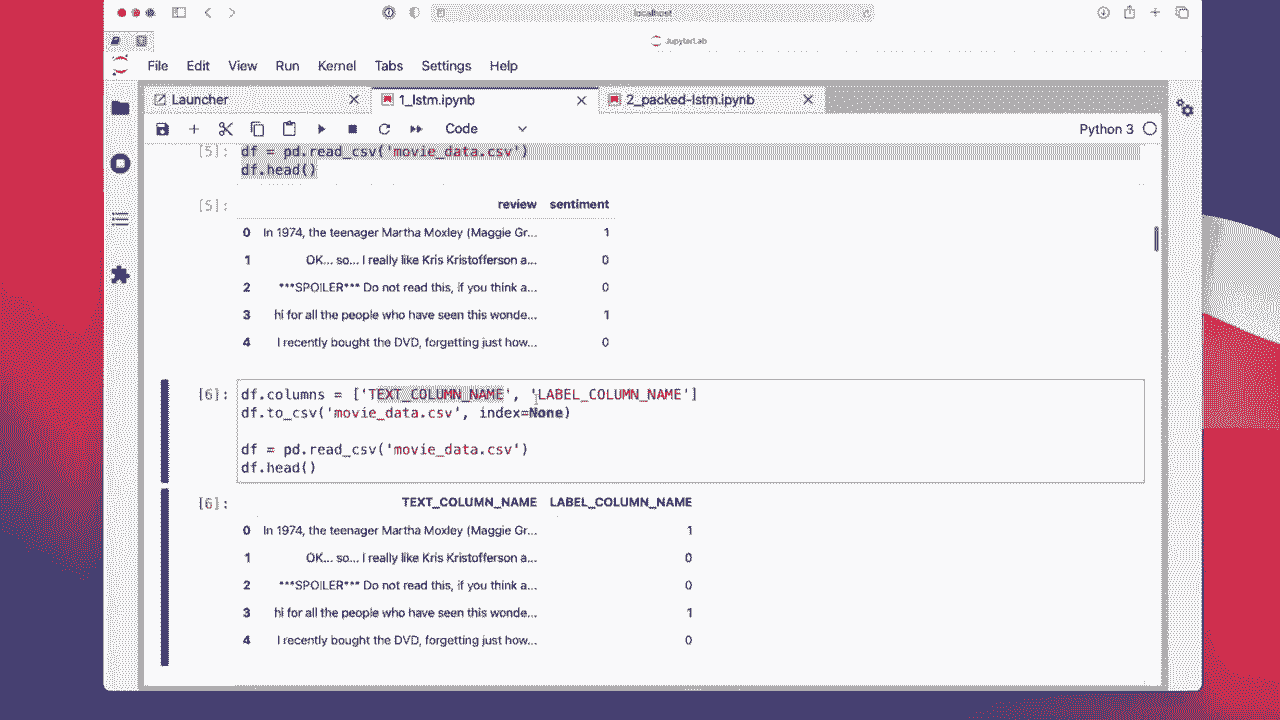 localhost
JupyterLab
File Edit View Run Kernel Tabs Settings Help
Launcher 1_lstm.ipynb 2_packed-lstm.ipynb
Code Python 3
[5]: df = pd.read_csv('movie_data.csv')
df.head()
[5]: review sentiment
0 In 1974, the teenager Martha Moxley (Maggie Gr... 1
1 OK... so... I really like Kris Kristofferson a... 0
2 ***SPOILER*** Do not read this, if you think a... 0
3 hi for all the people who have seen this wonde... 1
4 I recently bought the DVD, forgetting just how... 0
[6]: df.columns = ['TEXT_COLUMN_NAME', 'LABEL_COLUMN_NAME']
df.to_csv('movie_data.csv', index=None)
df = pd.read_csv('movie_data.csv')
df.head()
[6]: TEXT_COLUMN_NAME LABEL_COLUMN_NAME
0 In 1974, the teenager Martha Moxley (Maggie Gr... 1
1 OK... so... I really like Kris Kristofferson a... 0
2 ***SPOILER*** Do not read this, if you think a... 0
3 hi for all the people who have seen this wonde... 1
4 I recently bought the DVD, forgetting just how... 0